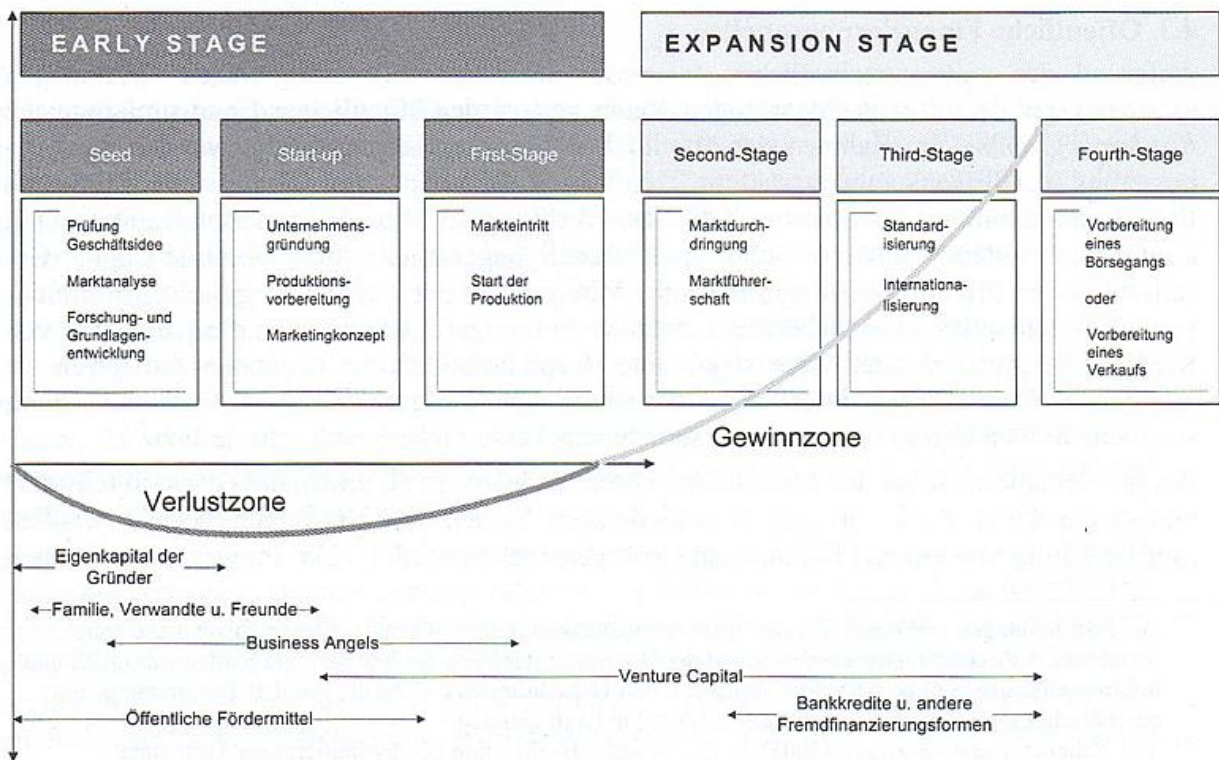 EARLY STAGE
EXPANSION STAGE
Seed
Start-up
First-Stage
Second-Stage
Third-Stage
Fourth-Stage
Prüfung
Geschäftsidee
Marktanalyse
Forschung- und
Grundlagen-
entwicklung
Unternehmens-
gründung
Produktions-
vorbereitung
Marketingkonzept
Markteintritt
Start der
Produktion
Marktdurch-
dringung
Marktführer-
schaft
Standard-
isierung
Internationa-
lisierung
Vorbereitung
eines
Börsegangs
oder
Vorbereitung
eines
Verkaufs
Gewinnzone
Verlustzone
Eigenkapital der
Gründer
Familie, Verwandte u. Freunde
Business Angels
Venture Capital
Öffentliche Fördermittel
Bankkredite u. andere
Fremdfinanzierungsformen